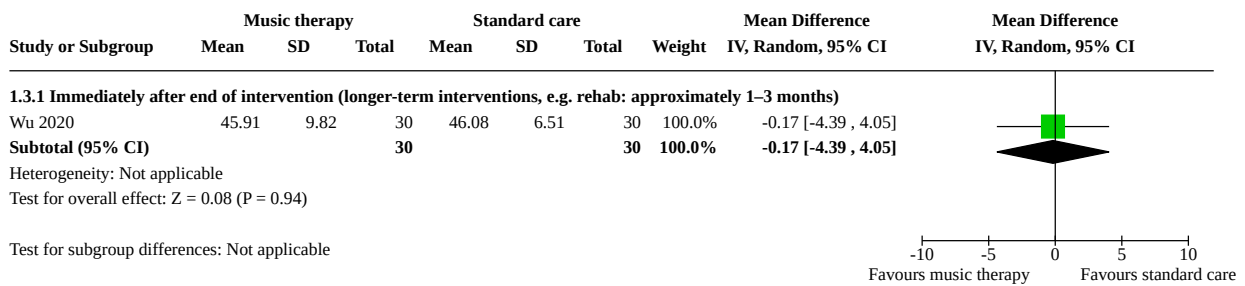 Music therapy Standard care Mean Difference Mean Difference
Study or Subgroup Mean SD Total Mean SD Total Weight IV, Random, 95% CI IV, Random, 95% CI
1.3.1 Immediately after end of intervention (longer-term interventions, e.g. rehab: approximately 1–3 months)
Wu 2020 45.91 9.82 30 46.08 6.51 30 100.0% -0.17 [-4.39 , 4.05]
Subtotal (95% CI) 30 30 100.0% -0.17 [-4.39 , 4.05]
Heterogeneity: Not applicable
Test for overall effect: Z = 0.08 (P = 0.94)
Test for subgroup differences: Not applicable
-10 -5 0 5 10
Favours music therapy Favours standard care